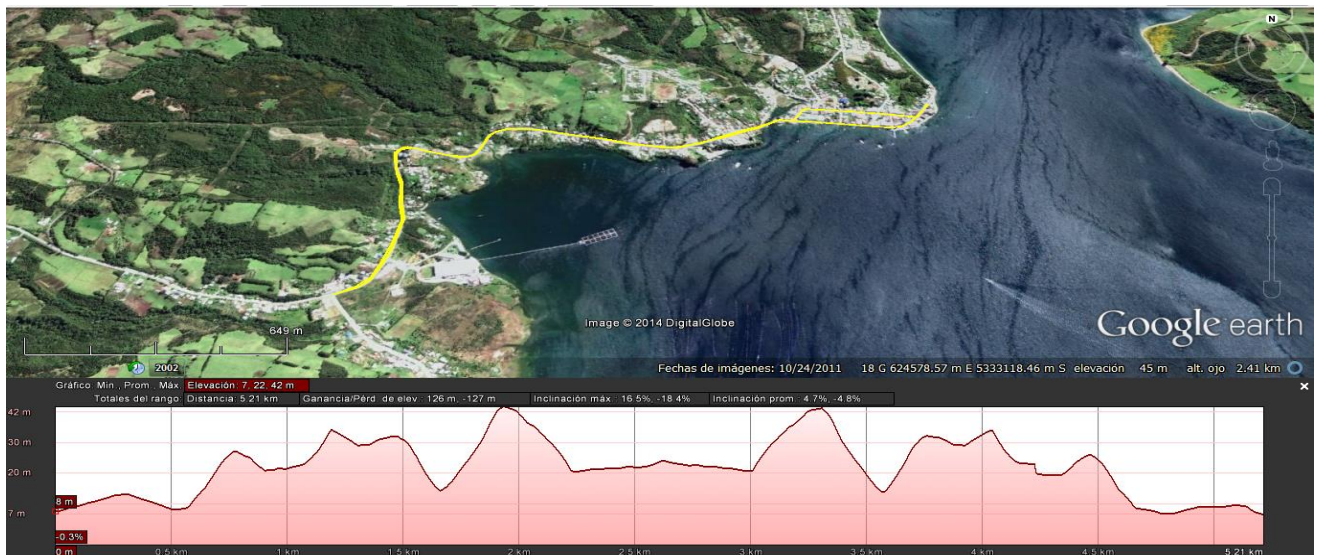 N
649 m
Image © 2014 DigitalGlobe
Google earth
2002
Fechas de imágenes: 10/24/2011 18 G 624578.57 m E 5333118.46 m S elevación 45 m alt. ojo 2.41 km
Gráfico: Mín., Prom., Máx. Elevación: 7, 22, 42 m
Totales del rango: Distancia: 5.21 km Ganancia/Pérd. de elev.: 126 m, -127 m Inclinación máx.: 16.5%, -18.4% Inclinación prom.: 4.7%, -4.8%
42 m
30 m
20 m
8 m
7 m
-0.3%
0 m 0.5 km 1 km 1.5 km 2 km 2.5 km 3 km 3.5 km 4 km 4.5 km 5.21 km